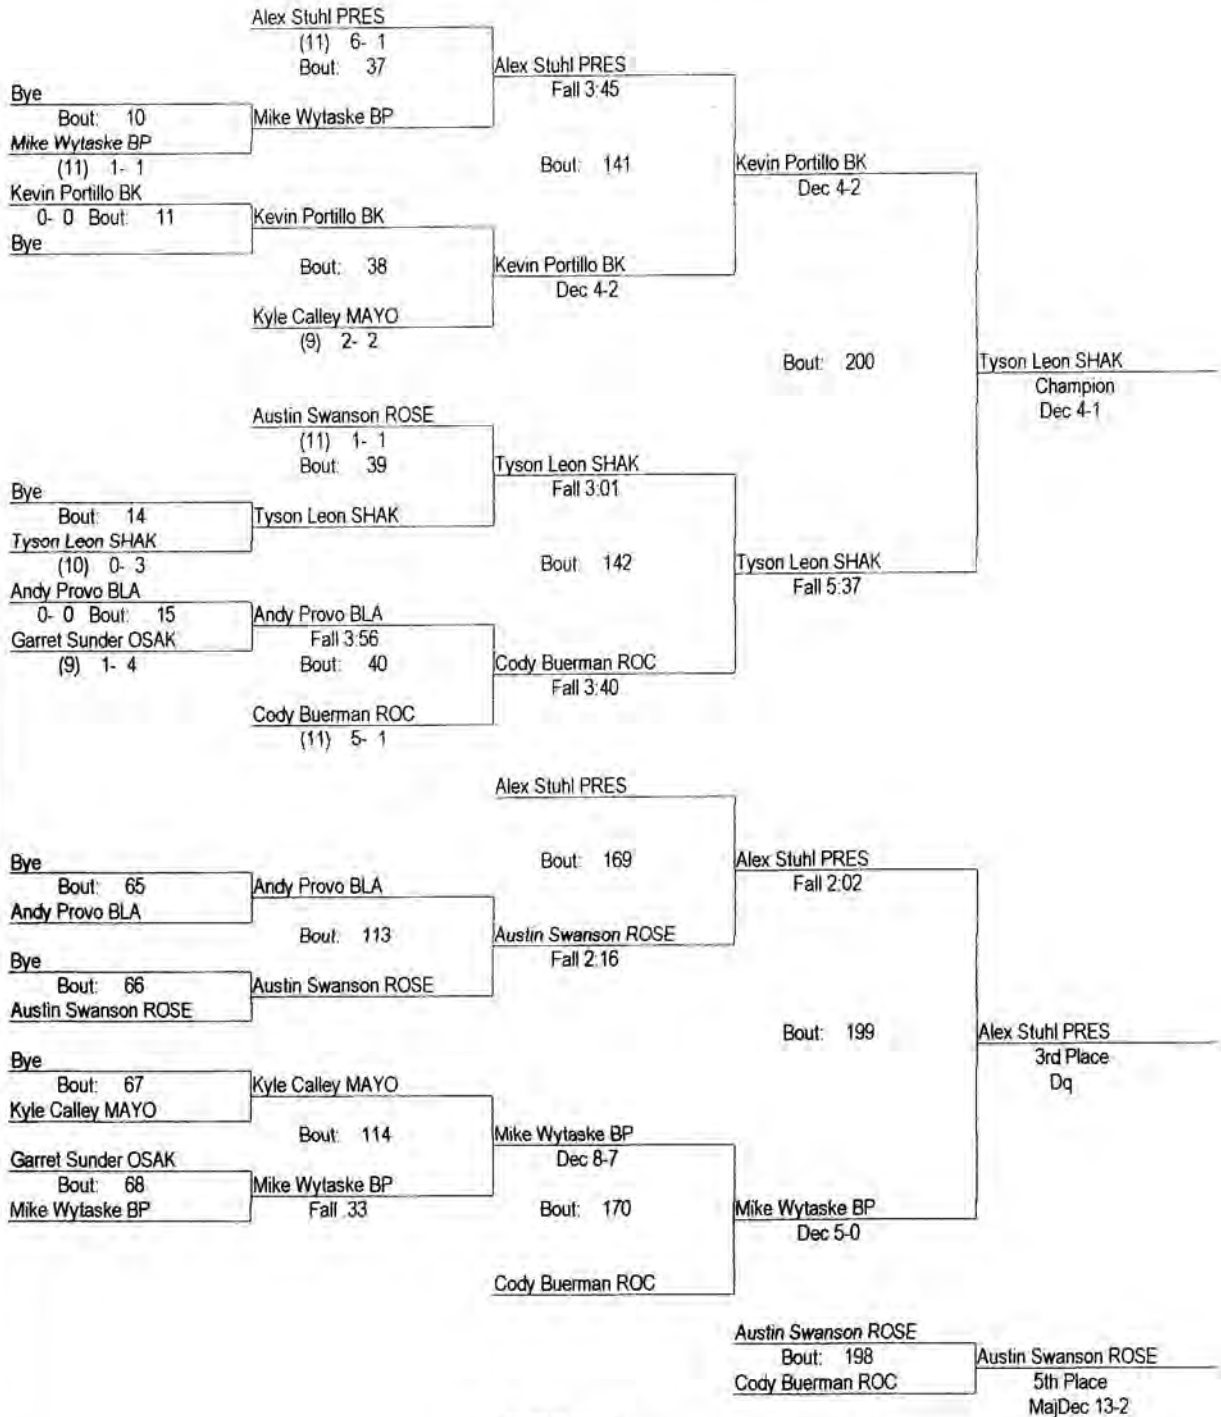 Alex Stuhl PRES
(11) 6- 1
Bout: 37
Alex Stuhl PRES
Fall 3:45
Bye
Bout: 10
Mike Wytaske BP
Mike Wytaske BP
(11) 1- 1
Bout: 141
Kevin Portillo BK
Dec 4-2
Kevin Portillo BK
0- 0 Bout: 11
Kevin Portillo BK
Bye
Bout: 38
Kevin Portillo BK
Dec 4-2
Kyle Calley MAYO
(9) 2- 2
Bout: 200
Tyson Leon SHAK
Champion
Dec 4-1
Austin Swanson ROSE
(11) 1- 1
Bout: 39
Tyson Leon SHAK
Fall 3:01
Bye
Bout: 14
Tyson Leon SHAK
Tyson Leon SHAK
(10) 0- 3
Bout: 142
Tyson Leon SHAK
Fall 5:37
Andy Provo BLA
0- 0 Bout: 15
Andy Provo BLA
Garret Sunder OSAK
Fall 3:56
(9) 1- 4
Bout: 40
Cody Buerman ROC
Fall 3:40
Cody Buerman ROC
(11) 5- 1
Alex Stuhl PRES
Bout: 169
Alex Stuhl PRES
Fall 2:02
Bye
Bout: 65
Andy Provo BLA
Andy Provo BLA
Bout: 113
Austin Swanson ROSE
Fall 2:16
Bye
Bout: 66
Austin Swanson ROSE
Austin Swanson ROSE
Bout: 199
Alex Stuhl PRES
3rd Place
Dq
Bye
Bout: 67
Kyle Calley MAYO
Kyle Calley MAYO
Bout: 114
Mike Wytaske BP
Dec 8-7
Garret Sunder OSAK
Bout: 68
Mike Wytaske BP
Mike Wytaske BP
Fall .33
Bout: 170
Mike Wytaske BP
Dec 5-0
Cody Buerman ROC
Austin Swanson ROSE
Bout: 198
Austin Swanson ROSE
Cody Buerman ROC
5th Place
MajDec 13-2